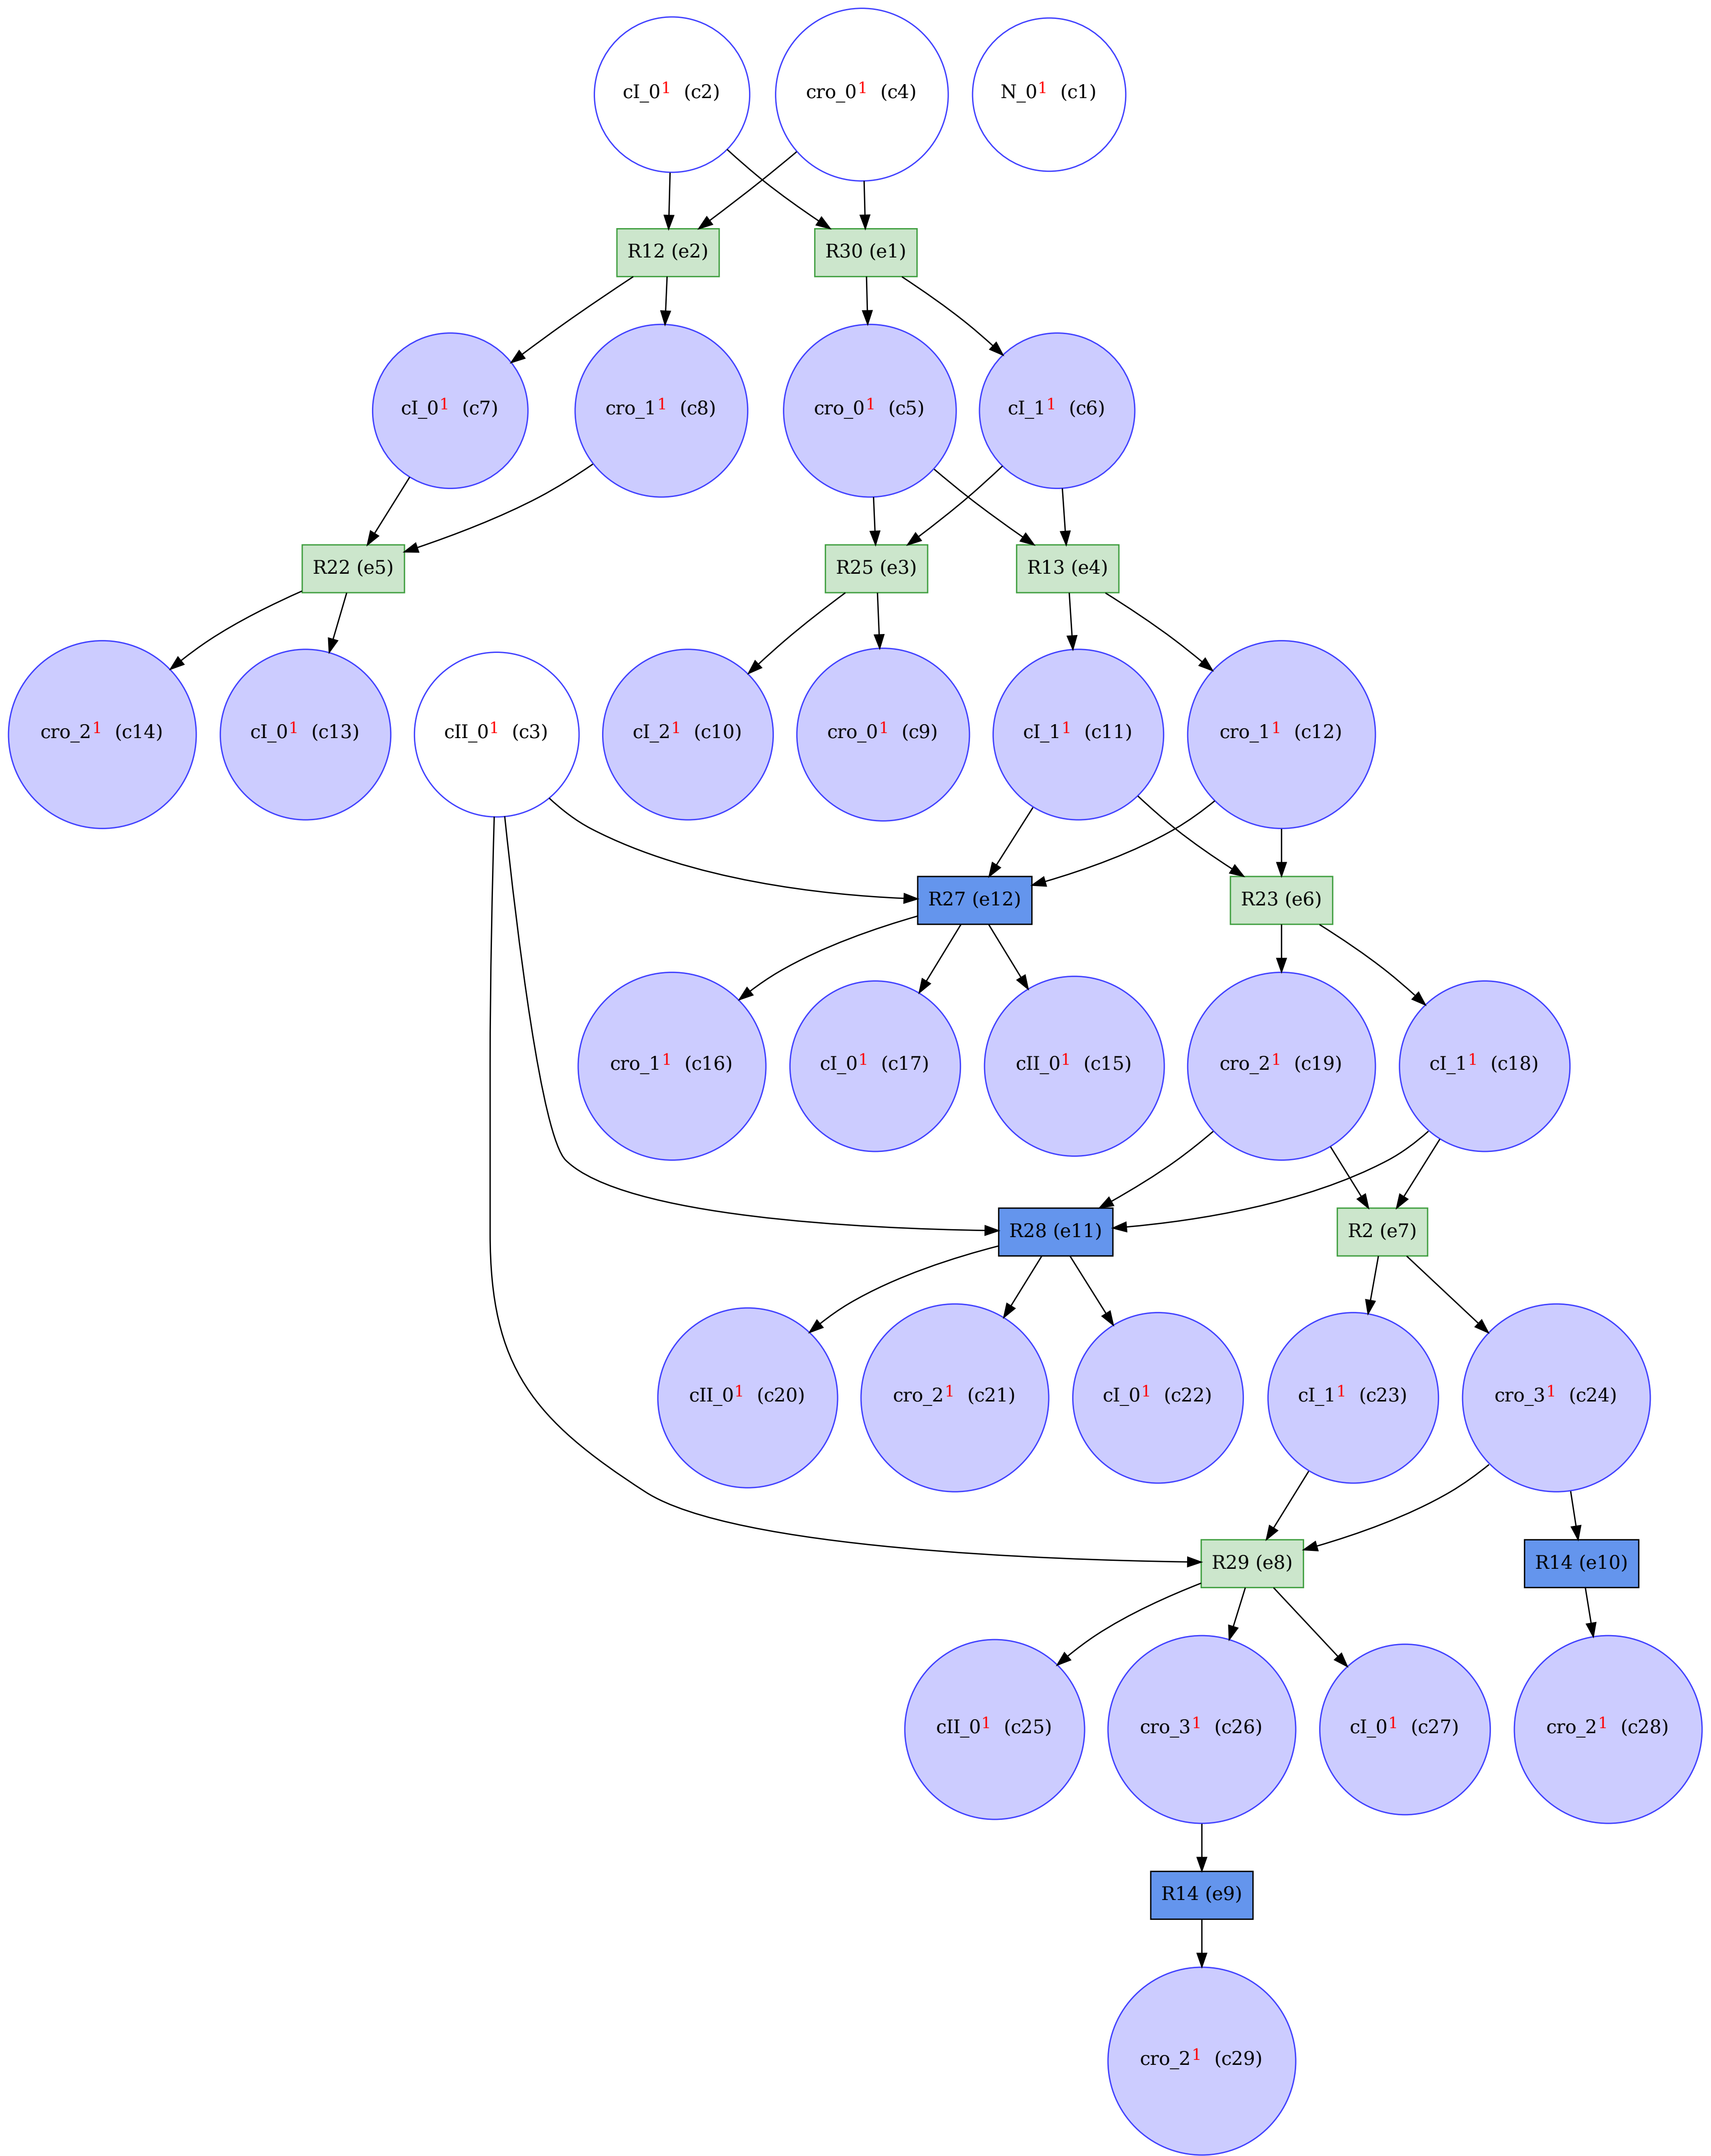 cI_0¹ (c2)
cro_0¹ (c4)
N_0¹ (c1)
R12 (e2)
R30 (e1)
cI_0¹ (c7)
cro_1¹ (c8)
cro_0¹ (c5)
cI_1¹ (c6)
R22 (e5)
R25 (e3)
R13 (e4)
cro_2¹ (c14)
cI_0¹ (c13)
cII_0¹ (c3)
cI_2¹ (c10)
cro_0¹ (c9)
cI_1¹ (c11)
cro_1¹ (c12)
R27 (e12)
R23 (e6)
cro_1¹ (c16)
cI_0¹ (c17)
cII_0¹ (c15)
cro_2¹ (c19)
cI_1¹ (c18)
R28 (e11)
R2 (e7)
cII_0¹ (c20)
cro_2¹ (c21)
cI_0¹ (c22)
cI_1¹ (c23)
cro_3¹ (c24)
R29 (e8)
R14 (e10)
cII_0¹ (c25)
cro_3¹ (c26)
cI_0¹ (c27)
cro_2¹ (c28)
R14 (e9)
cro_2¹ (c29)